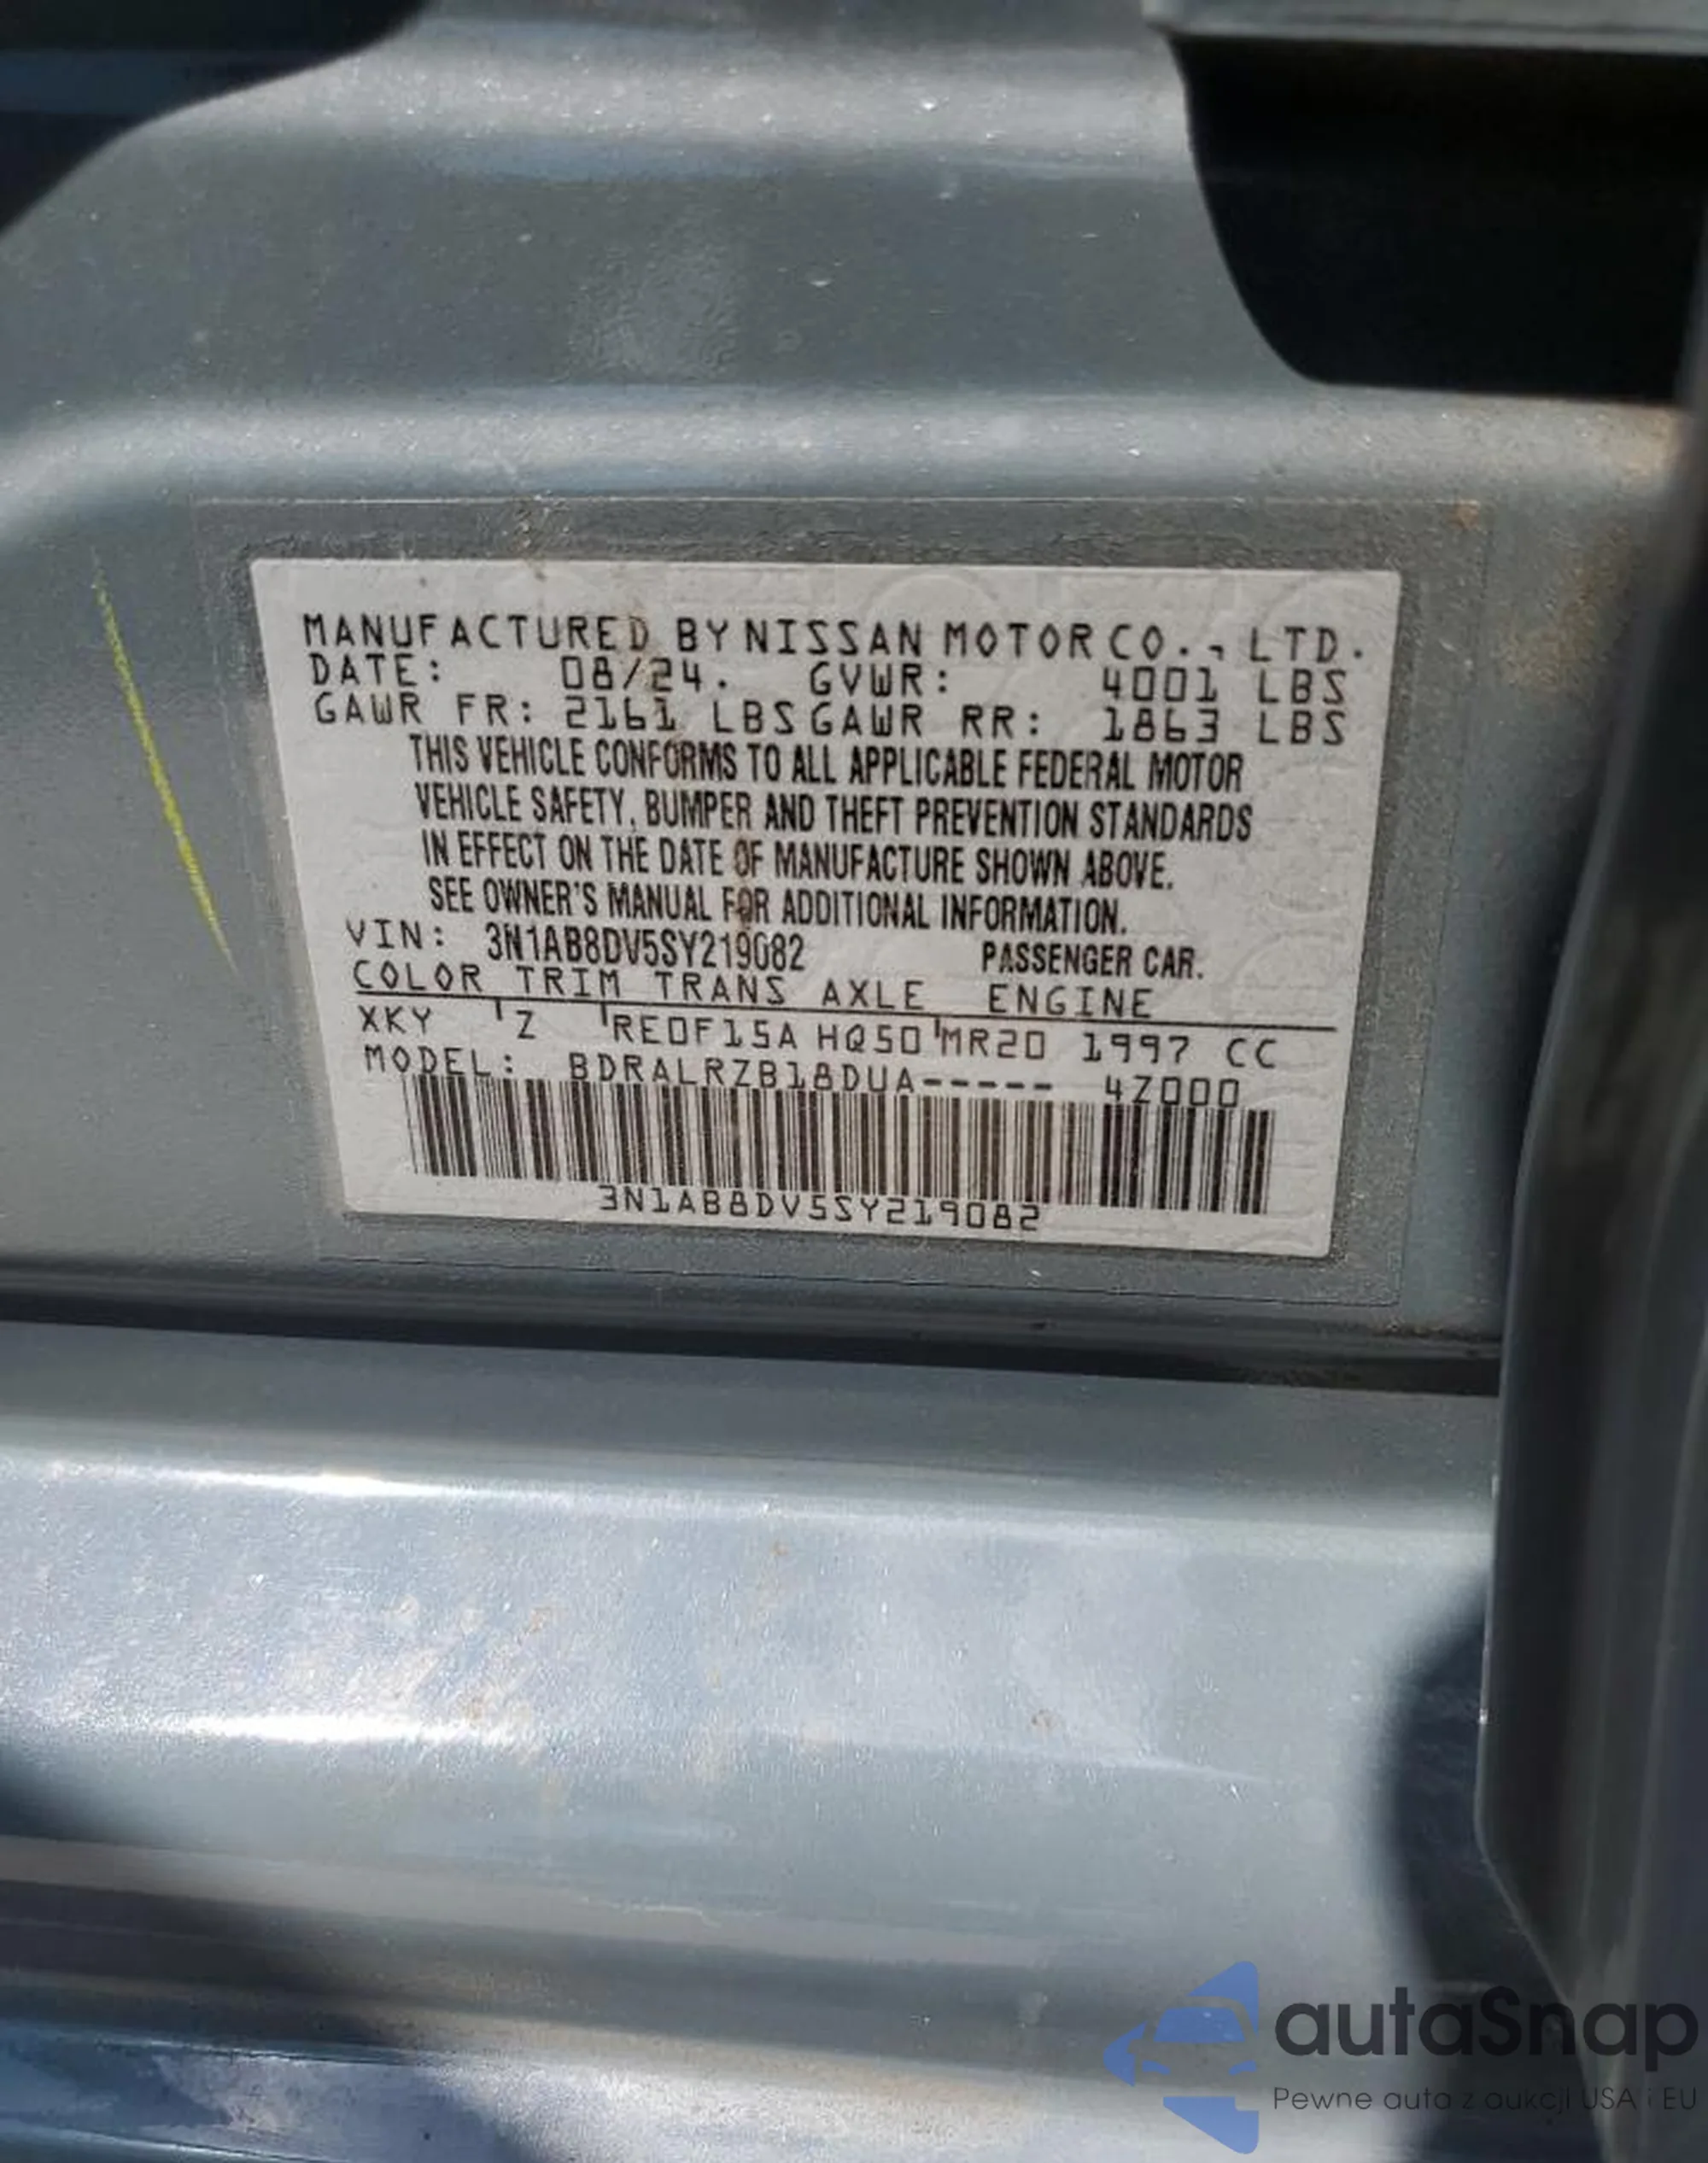 MANUFACTURED BY NISSAN MOTOR CO., LTD.
DATE: 08/24. GVWR: 4001 LBS
GAWR FR: 2161 LBS GAWR RR: 1863 LBS
THIS VEHICLE CONFORMS TO ALL APPLICABLE FEDERAL MOTOR
VEHICLE SAFETY, BUMPER AND THEFT PREVENTION STANDARDS
IN EFFECT ON THE DATE OF MANUFACTURE SHOWN ABOVE.
SEE OWNER'S MANUAL FOR ADDITIONAL INFORMATION.
VIN: 3N1AB8DV5SY219082 PASSENGER CAR.
COLOR TRIM TRANS AXLE ENGINE
XKY Z RE0F15A HQ50 MR20 1997 CC
MODEL: BDRALRZB18DUA----- 4Z000
3N1AB8DV5SY219082
autaSnap
Pewne auta z aukcji USA i EU